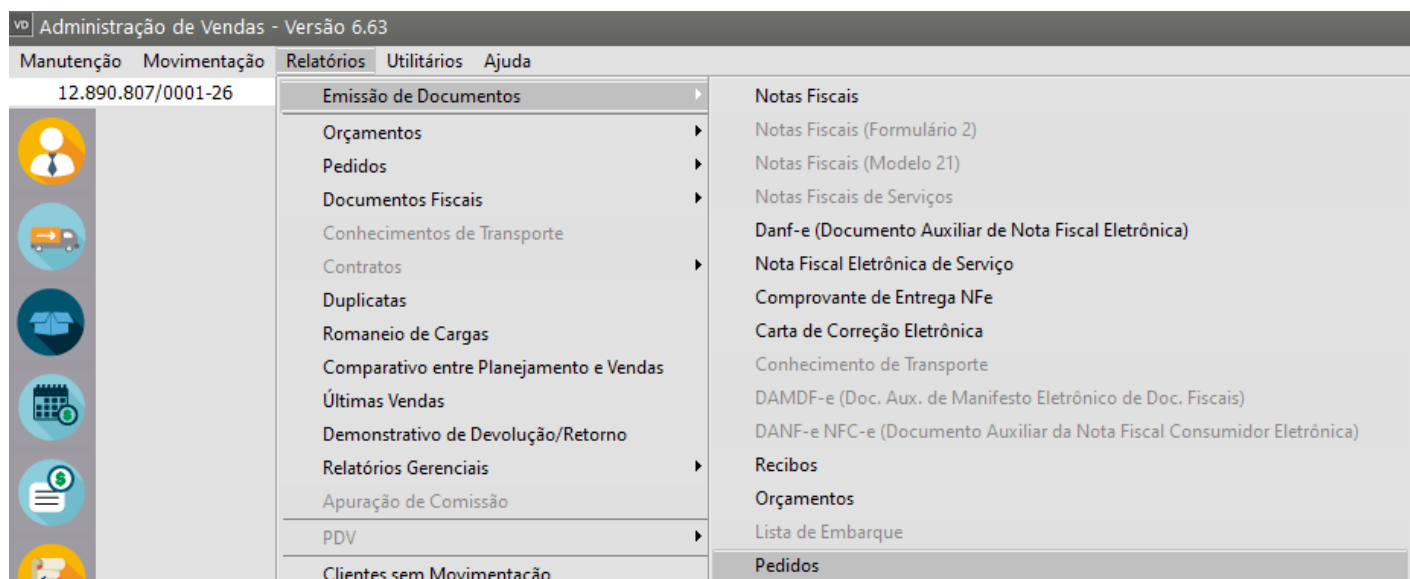 VD Administração de Vendas - Versão 6.63
Manutenção Movimentação Relatórios Utilitários Ajuda
12.890.807/0001-26
Emissão de Documentos
Orçamentos
Pedidos
Documentos Fiscais
Conhecimentos de Transporte
Contratos
Duplicatas
Romaneio de Cargas
Comparativo entre Planejamento e Vendas
Últimas Vendas
Demonstrativo de Devolução/Retorno
Relatórios Gerenciais
Apuração de Comissão
PDV
Clientes sem Movimentação
Notas Fiscais
Notas Fiscais (Formulário 2)
Notas Fiscais (Modelo 21)
Notas Fiscais de Serviços
Danf-e (Documento Auxiliar de Nota Fiscal Eletrônica)
Nota Fiscal Eletrônica de Serviço
Comprovante de Entrega NFe
Carta de Correção Eletrônica
Conhecimento de Transporte
DAMDF-e (Doc. Aux. de Manifesto Eletrônico de Doc. Fiscais)
DANF-e NFC-e (Documento Auxiliar da Nota Fiscal Consumidor Eletrônica)
Recibos
Orçamentos
Lista de Embarque
Pedidos